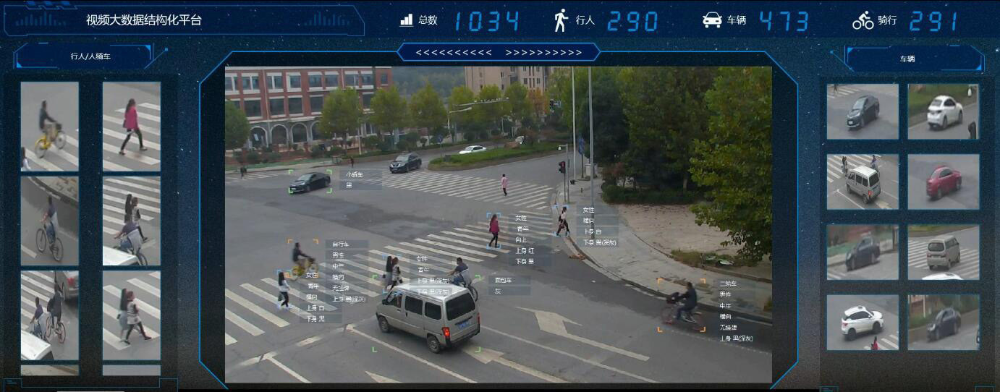 视频大数据结构化平台
总数 1034
行人 290
车辆 473
骑行 291
行人/人骑车
<<<<<<<<<< >>>>>>>>>>
车辆
小轿车
黑
女性
横向
上身 白
下身 黑(深灰)
女性
青年
向上
上身 红
下身 黑
自行车
男性
中年
横向
上身 黑(深灰)
女性
青年
横向
上身 白
下身 黑
女性
青年
上身 黑(深灰)
下身 黑(深灰)
面包车
灰
二轮车
男性
中年
横向
上身 黑(深灰)